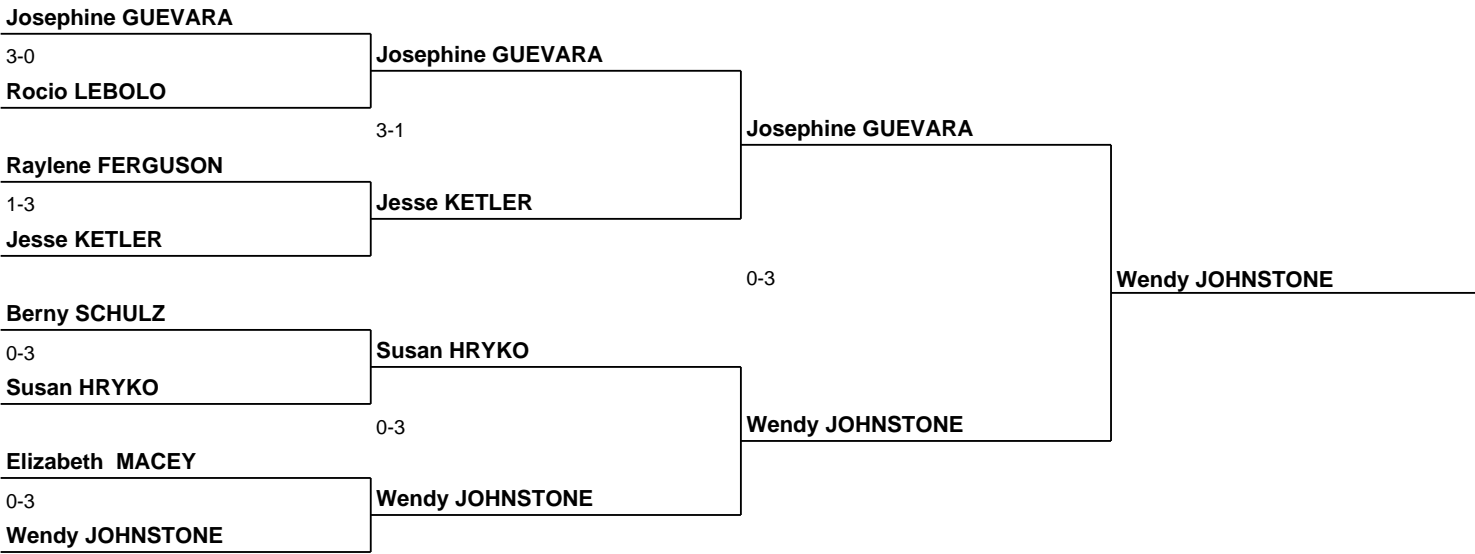 Josephine GUEVARA
3-0
Josephine GUEVARA
Rocio LEBOLO
3-1
Josephine GUEVARA
Raylene FERGUSON
1-3
Jesse KETLER
Jesse KETLER
0-3
Wendy JOHNSTONE
Berny SCHULZ
0-3
Susan HRYKO
Susan HRYKO
0-3
Wendy JOHNSTONE
Elizabeth  MACEY
0-3
Wendy JOHNSTONE
Wendy JOHNSTONE